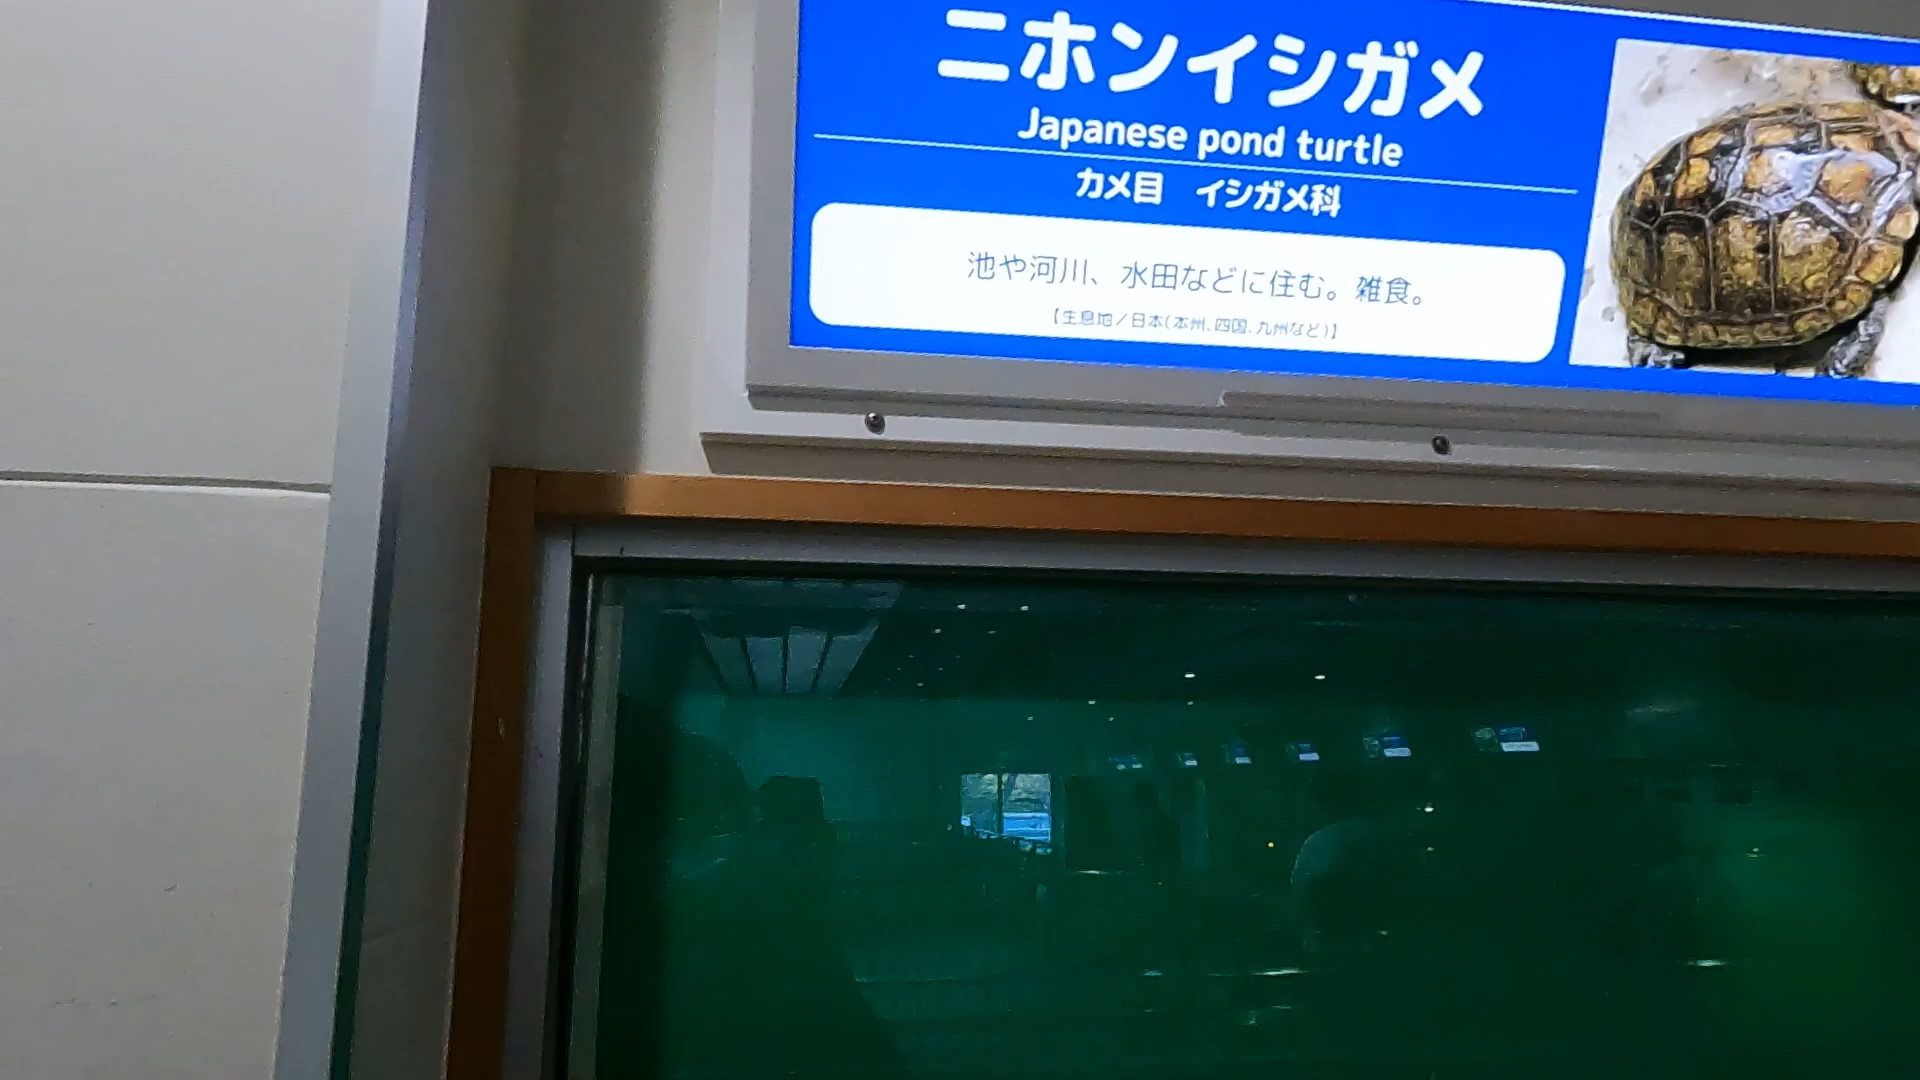 ニホンイシガメ
Japanese pond turtle
カメ目 イシガメ科
池や河川、水田などに住む。雑食。
【生息地/日本(本州、四国、九州など)】